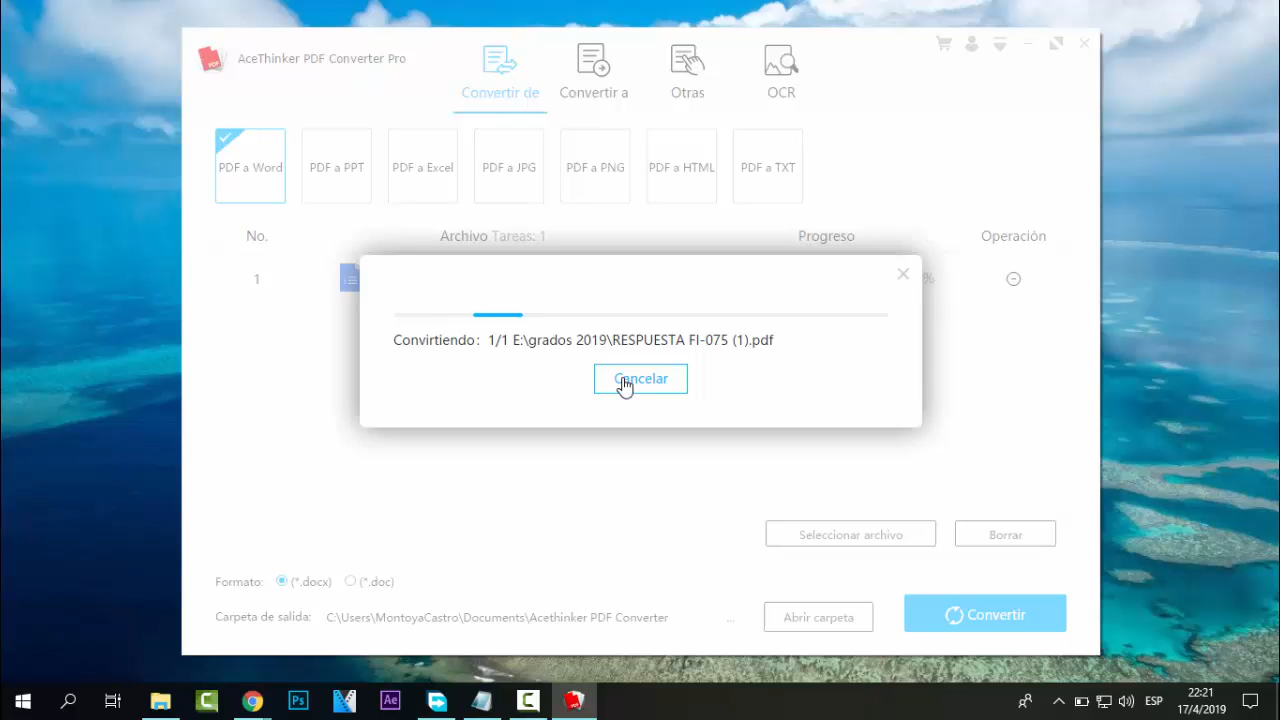 AceThinker PDF Converter Pro
Convertir de
Convertir a
Otras
OCR
PDF a Word
PDF a PPT
PDF a Excel
PDF a JPG
PDF a PNG
PDF a HTML
PDF a TXT
No.
Archivo Tareas: 1
Progreso
Operación
1
%
Convirtiendo: 1/1 E:\grados 2019\RESPUESTA FI-075 (1).pdf
Cancelar
Seleccionar archivo
Borrar
Formato: (*.docx) (*.doc)
Carpeta de salida: C:\Users\MontoyaCastro\Documents\Acethinker PDF Converter ...
Abrir carpeta
Convertir
Ps
Ae
ESP
22:21
17/4/2019